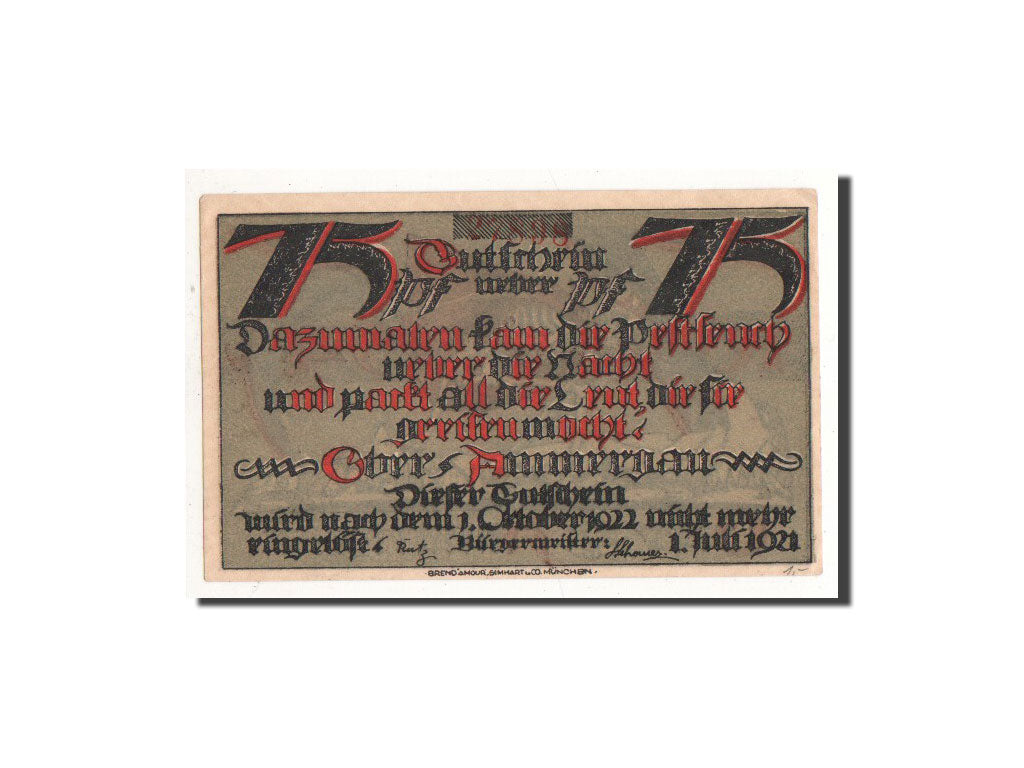 75 75
Gutschein
Pf ueber Pf
Dazumalen kam die Pestseuch
ueber die Nacht
und packt all die Leut die sie
greiffen mocht!
Ober Ammergau
Dieser Gutschein
wird nach dem 1. Oktober 1922 nicht mehr
eingelöst. Rutz Bürgermeister: 1. Juli 1921
BREND'AMOUR, SIMHART & CO. MÜNCHEN.